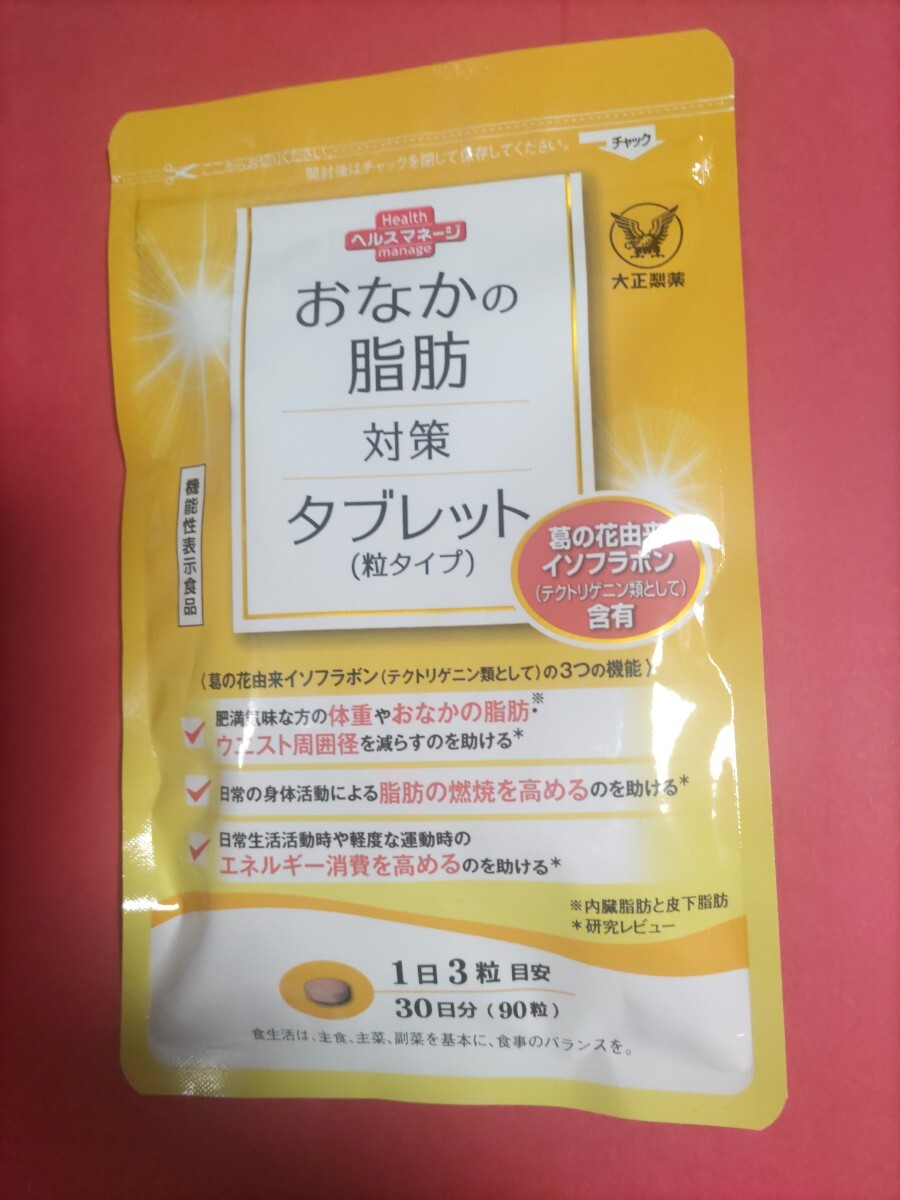 ここからお切りください。
開封後はチャックを閉して保存してください。
チャック
Health
ヘルスマネージ
manage
大正製薬
おなかの
脂肪
対策
タブレット
(粒タイプ)
機能性表示食品
葛の花由来
イソフラボン
(テクトリゲニン類として)
含有
〈葛の花由来イソフラボン(テクトリゲニン類として)の3つの機能〉
肥満気味な方の体重やおなかの脂肪・※
ウエスト周囲径を減らすのを助ける*
日常の身体活動による脂肪の燃焼を高めるのを助ける*
日常生活活動時や軽度な運動時の
エネルギー消費を高めるのを助ける*
※内臓脂肪と皮下脂肪
*研究レビュー
1日3粒目安
30日分(90粒)
食生活は、主食、主菜、副菜を基本に、食事のバランスを。